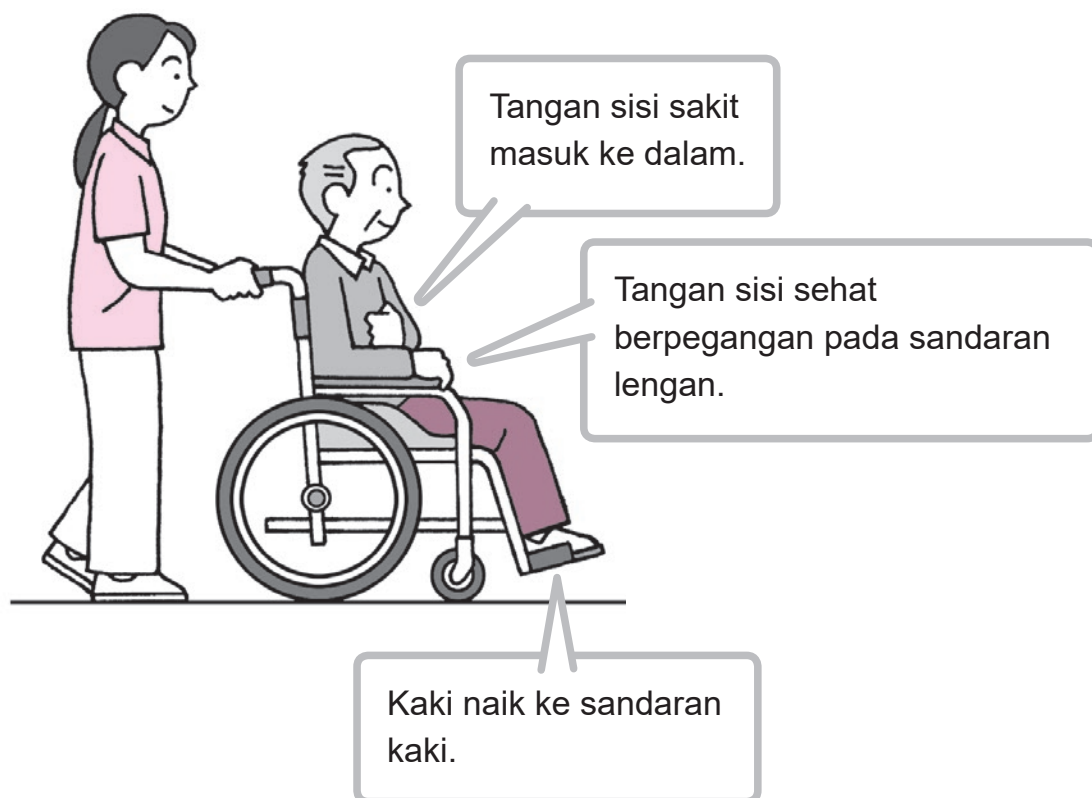 Tangan sisi sakit
masuk ke dalam.
Tangan sisi sehat
berpegangan pada sandaran
lengan.
Kaki naik ke sandaran
kaki.